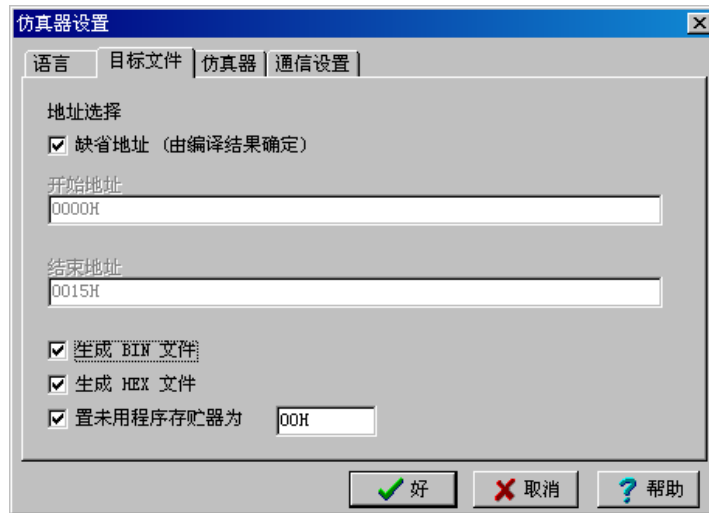 仿真器设置
语言 目标文件 仿真器 通信设置
地址选择
缺省地址 (由编译结果确定)
开始地址
0000H
结束地址
0015H
生成 BIN 文件
生成 HEX 文件
置未用程序存贮器为 00H
好 取消 帮助